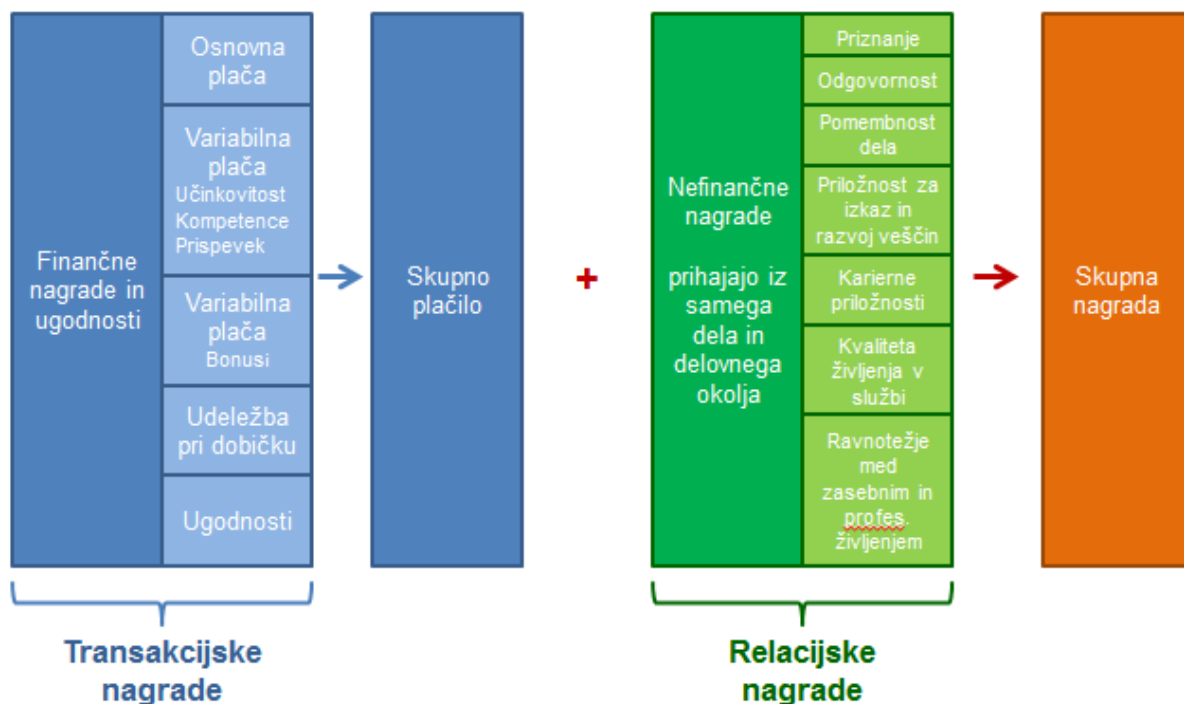 Finančne
nagrade in
ugodnosti
Osnovna
plača
Variabilna
plača
Učinkovitost
Kompetence
Prispevek
Variabilna
plača
Bonusi
Udeležba
pri dobičku
Ugodnosti
Skupno
plačilo
+
Nefinančne
nagrade
prihajajo iz
samega
dela in
delovnega
okolja
Priznanje
Odgovornost
Pomembnost
dela
Priložnost za
izkaz in
razvoj veščin
Karierne
priložnosti
Kvaliteta
življenja v
službi
Ravnotežje
med
zasebnim in
profes.
življenjem
Skupna
nagrada
Transakcijske
nagrade
Relacijske
nagrade